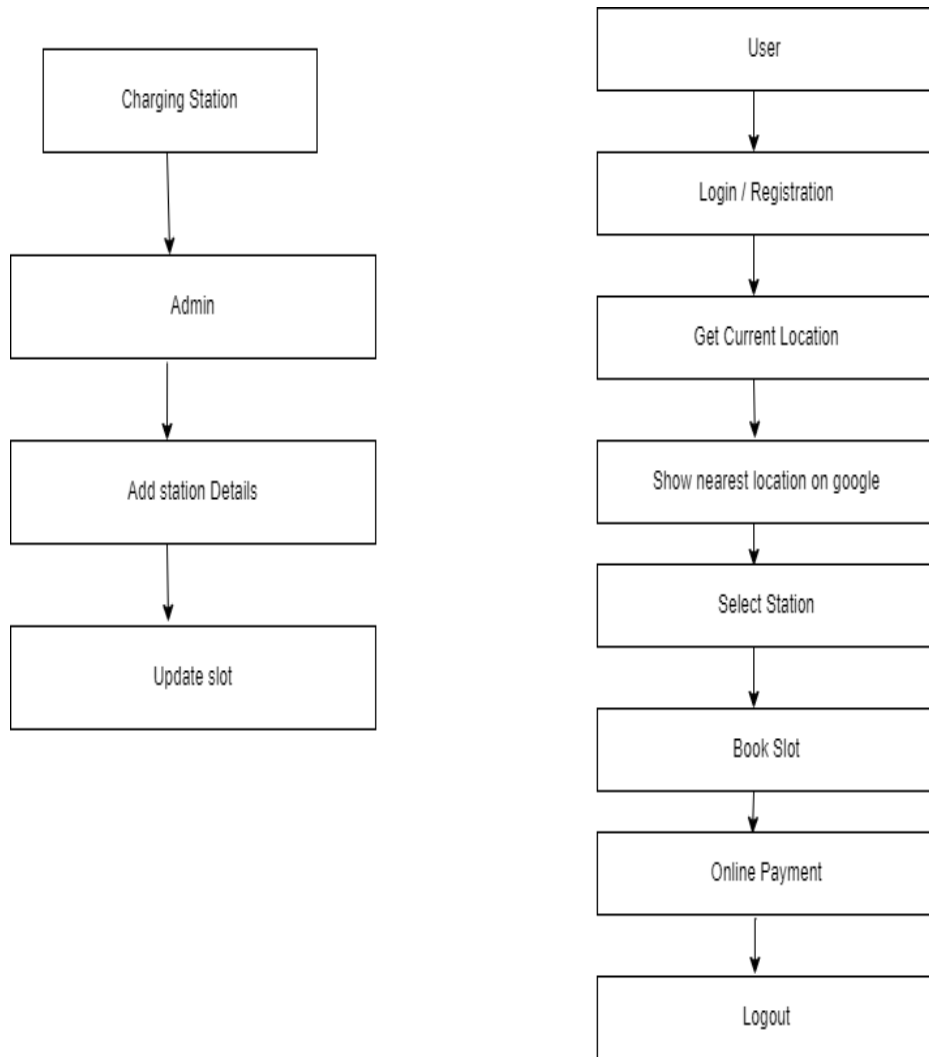 Charging Station
Admin
Add station Details
Update slot
User
Login / Registration
Get Current Location
Show nearest location on google
Select Station
Book Slot
Online Payment
Logout